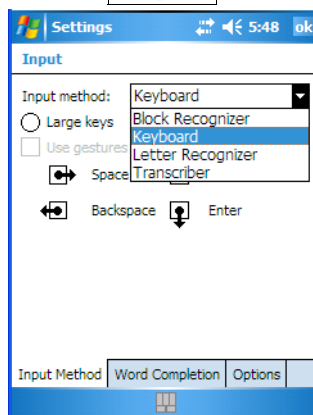 Settings 5:48 ok
Input
Input method: Keyboard
Block Recognizer
Large keys
Keyboard
Use gestures
Letter Recognizer
Space
Transcriber
Backspace Enter
Input Method Word Completion Options